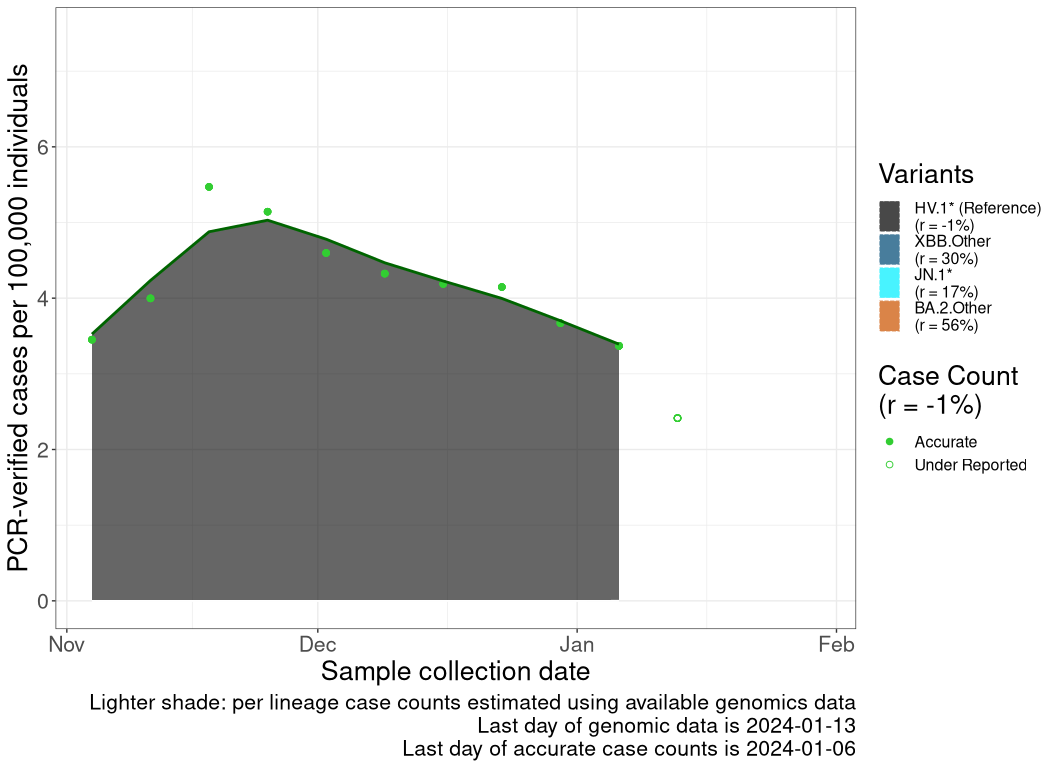 PCR-verified cases per 100,000 individuals
6
4
2
0
Nov
Dec
Jan
Feb
Sample collection date
Lighter shade: per lineage case counts estimated using available genomics data
Last day of genomic data is 2024-01-13
Last day of accurate case counts is 2024-01-06
Variants
HV.1* (Reference)
(r = -1%)
XBB.Other
(r = 30%)
JN.1*
(r = 17%)
BA.2.Other
(r = 56%)
Case Count
(r = -1%)
Accurate
Under Reported